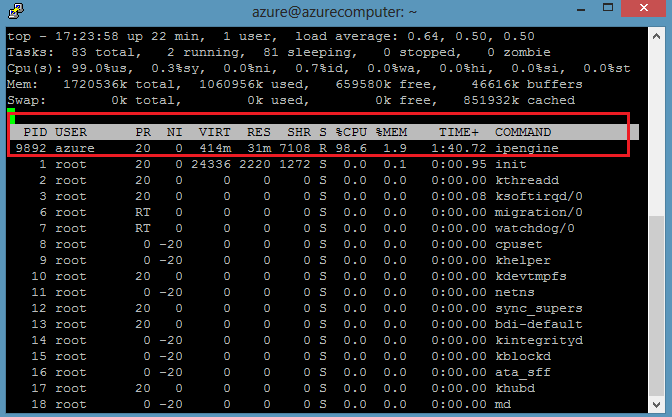 azure@azurecomputer: ~
top - 17:23:58 up 22 min,  1 user,  load average: 0.64, 0.50, 0.50
Tasks:  83 total,   2 running,  81 sleeping,   0 stopped,   0 zombie
Cpu(s): 99.0%us,  0.3%sy,  0.0%ni,  0.7%id,  0.0%wa,  0.0%hi,  0.0%si,  0.0%st
Mem:   1720536k total,  1060956k used,   659580k free,    46616k buffers
Swap:        0k total,        0k used,        0k free,   851932k cached
PID USER      PR  NI  VIRT  RES  SHR S %CPU %MEM    TIME+  COMMAND
9892 azure     20   0  414m  31m 7108 R 98.6  1.9   1:40.72 ipengine
1 root      20   0 24336 2220 1272 S  0.0  0.1   0:00.95 init
2 root      20   0     0    0    0 S  0.0  0.0   0:00.00 kthreadd
3 root      20   0     0    0    0 S  0.0  0.0   0:00.08 ksoftirqd/0
6 root      RT   0     0    0    0 S  0.0  0.0   0:00.00 migration/0
7 root      RT   0     0    0    0 S  0.0  0.0   0:00.00 watchdog/0
8 root       0 -20     0    0    0 S  0.0  0.0   0:00.00 cpuset
9 root       0 -20     0    0    0 S  0.0  0.0   0:00.00 khelper
10 root      20   0     0    0    0 S  0.0  0.0   0:00.00 kdevtmpfs
11 root       0 -20     0    0    0 S  0.0  0.0   0:00.00 netns
12 root      20   0     0    0    0 S  0.0  0.0   0:00.00 sync_supers
13 root      20   0     0    0    0 S  0.0  0.0   0:00.00 bdi-default
14 root       0 -20     0    0    0 S  0.0  0.0   0:00.00 kintegrityd
15 root       0 -20     0    0    0 S  0.0  0.0   0:00.00 kblockd
16 root       0 -20     0    0    0 S  0.0  0.0   0:00.00 ata_sff
17 root      20   0     0    0    0 S  0.0  0.0   0:00.00 khubd
18 root       0 -20     0    0    0 S  0.0  0.0   0:00.00 md